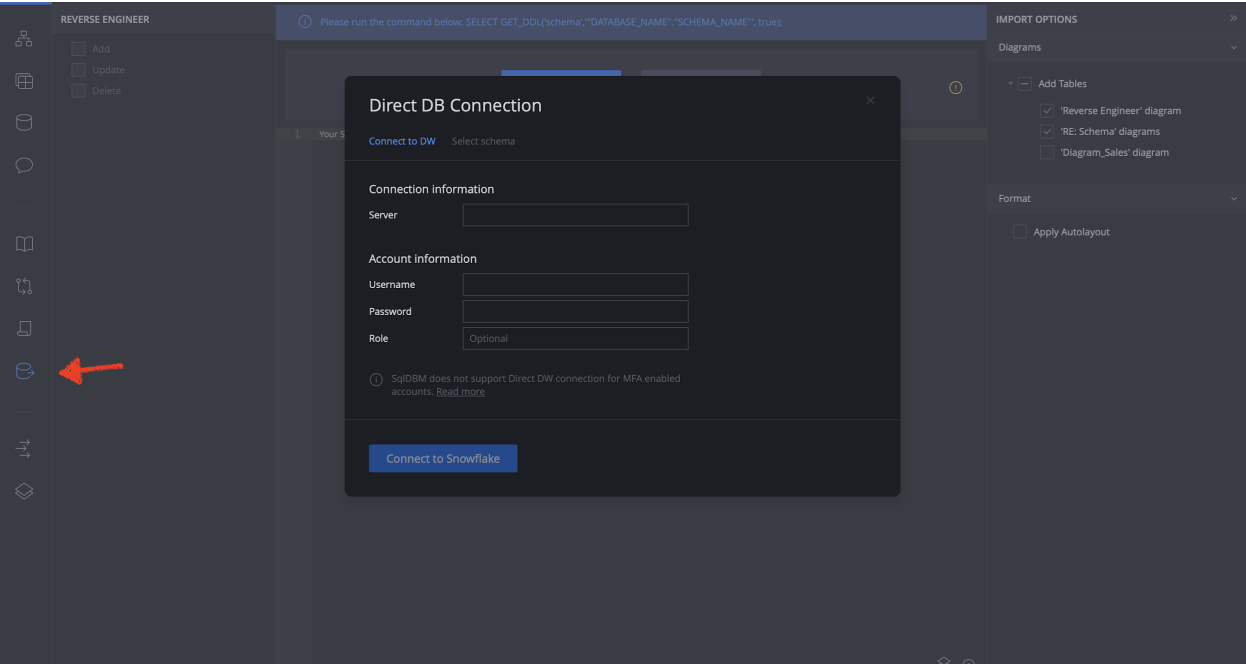 REVERSE ENGINEER
Add
Update
Delete
Please run the command below: SELECT GET_DDL('schema','"DATABASE_NAME"."SCHEMA_NAME"', true);
1 Your S
Direct DB Connection
Connect to DW Select schema
Connection information
Server
Account information
Username
Password
Role Optional
SqlDBM does not support Direct DW connection for MFA enabled
accounts. Read more
Connect to Snowflake
IMPORT OPTIONS
Diagrams
Add Tables
'Reverse Engineer' diagram
'RE: Schema' diagrams
'Diagram_Sales' diagram
Format
Apply Autolayout